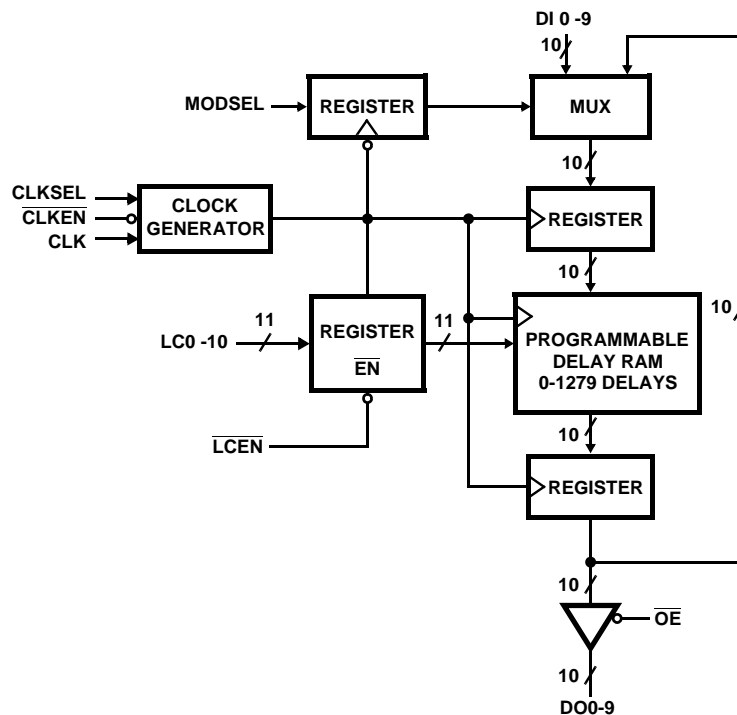 DI 0 -9
10
MODSEL
REGISTER
MUX
10
CLKSEL
CLKEN
CLK
CLOCK
GENERATOR
REGISTER
10
LC0 -10
11
REGISTER
EN
11
PROGRAMMABLE
DELAY RAM
0-1279 DELAYS
10
LCEN
10
REGISTER
10
OE
10
DO0-9